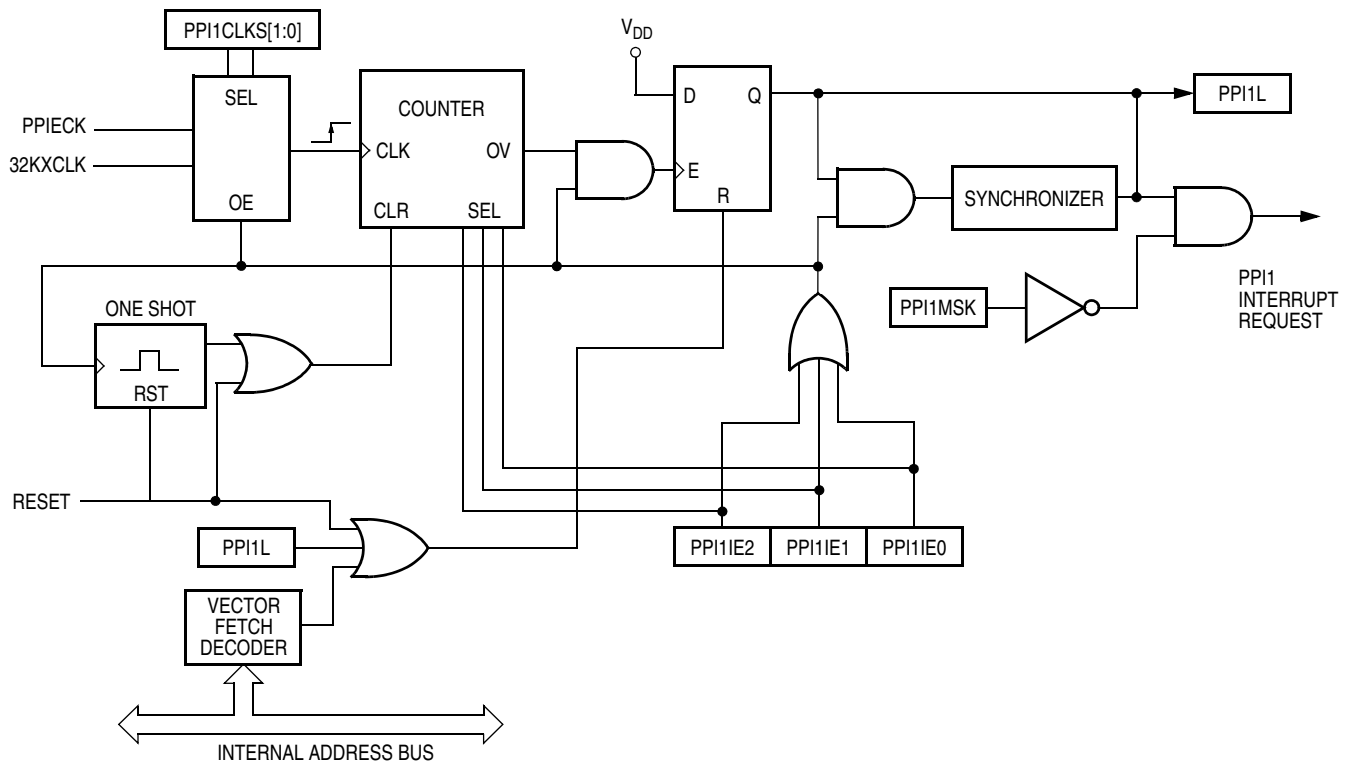 PPI1CLKS[1:0]
SEL
PPIECK
32KXCLK
OE
COUNTER
CLK
OV
CLR
SEL
VDD
D
Q
E
R
PPI1L
SYNCHRONIZER
PPI1MSK
PPI1
INTERRUPT
REQUEST
ONE SHOT
RST
RESET
PPI1L
PPI1IE2
PPI1IE1
PPI1IE0
VECTOR
FETCH
DECODER
INTERNAL ADDRESS BUS